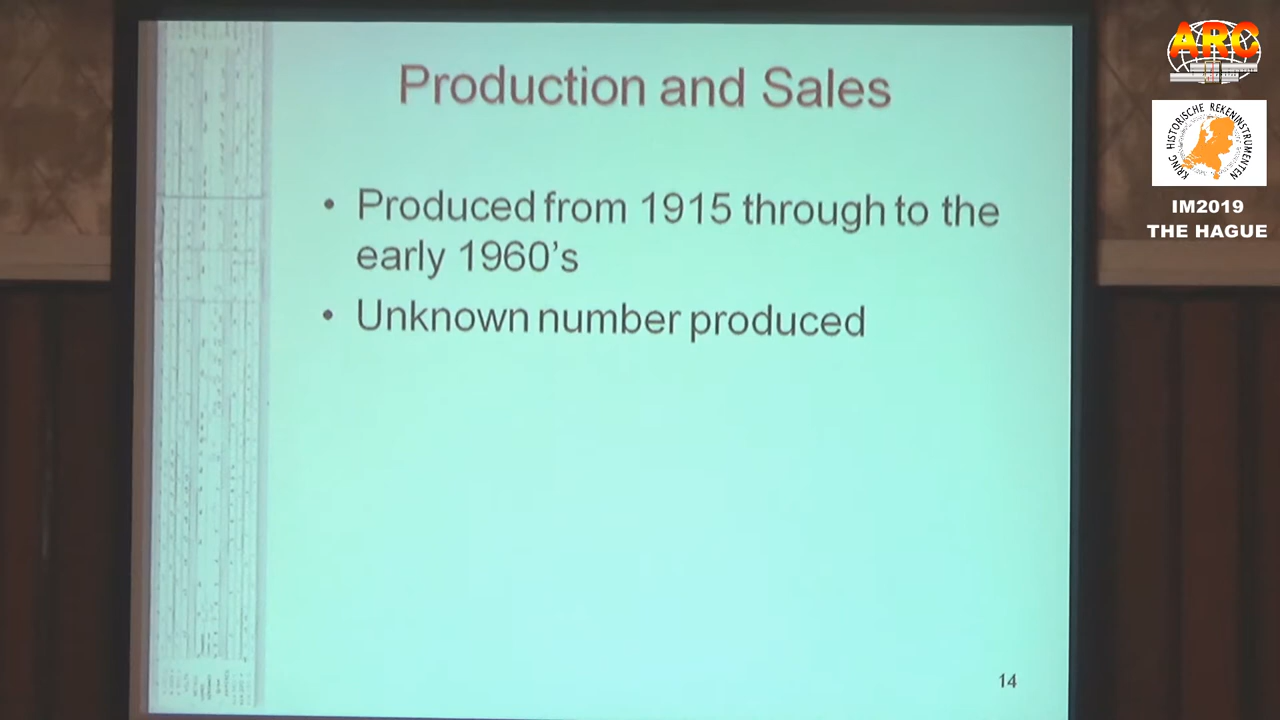 Production and Sales
• Produced from 1915 through to the
early 1960's
• Unknown number produced
14
ARC
KRING HISTORISCHE REKENINSTRUMENTEN
IM2019
THE HAGUE